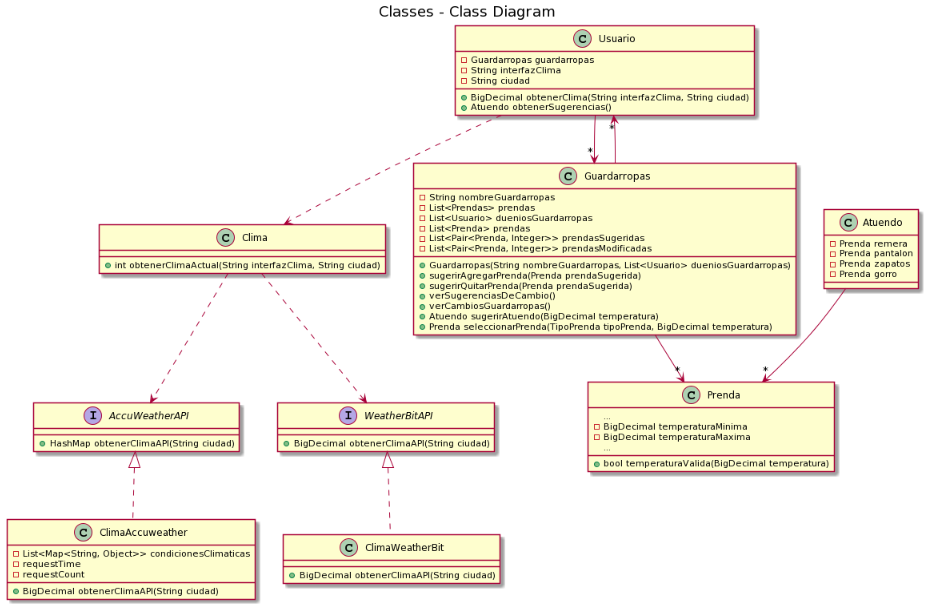 Classes - Class Diagram
C Usuario
Guardarropas guardarropas
String interfazClima
String ciudad
BigDecimal obtenerClima(String interfazClima, String ciudad)
Atuendo obtenerSugerencias()
*
*
C Guardarropas
String nombreGuardarropas
List<Prendas> prendas
List<Usuario> dueniosGuardarropas
List<Prenda> prendas
List<Pair<Prenda, Integer>> prendasSugeridas
List<Pair<Prenda, Integer>> prendasModificadas
Guardarropas(String nombreGuardarropas, List<Usuario> dueniosGuardarropas)
sugerirAgregarPrenda(Prenda prendaSugerida)
sugerirQuitarPrenda(Prenda prendaSugerida)
verSugerenciasDeCambio()
verCambiosGuardarropas()
Atuendo sugerirAtuendo(BigDecimal temperatura)
Prenda seleccionarPrenda(TipoPrenda tipoPrenda, BigDecimal temperatura)
C Clima
int obtenerClimaActual(String interfazClima, String ciudad)
C Atuendo
Prenda remera
Prenda pantalon
Prenda zapatos
Prenda gorro
*
*
C Prenda
...
BigDecimal temperaturaMinima
BigDecimal temperaturaMaxima
...
bool temperaturaValida(BigDecimal temperatura)
I AccuWeatherAPI
HashMap obtenerClimaAPI(String ciudad)
I WeatherBitAPI
BigDecimal obtenerClimaAPI(String ciudad)
C ClimaAccuweather
List<Map<String, Object>> condicionesClimaticas
requestTime
requestCount
BigDecimal obtenerClimaAPI(String ciudad)
C ClimaWeatherBit
BigDecimal obtenerClimaAPI(String ciudad)